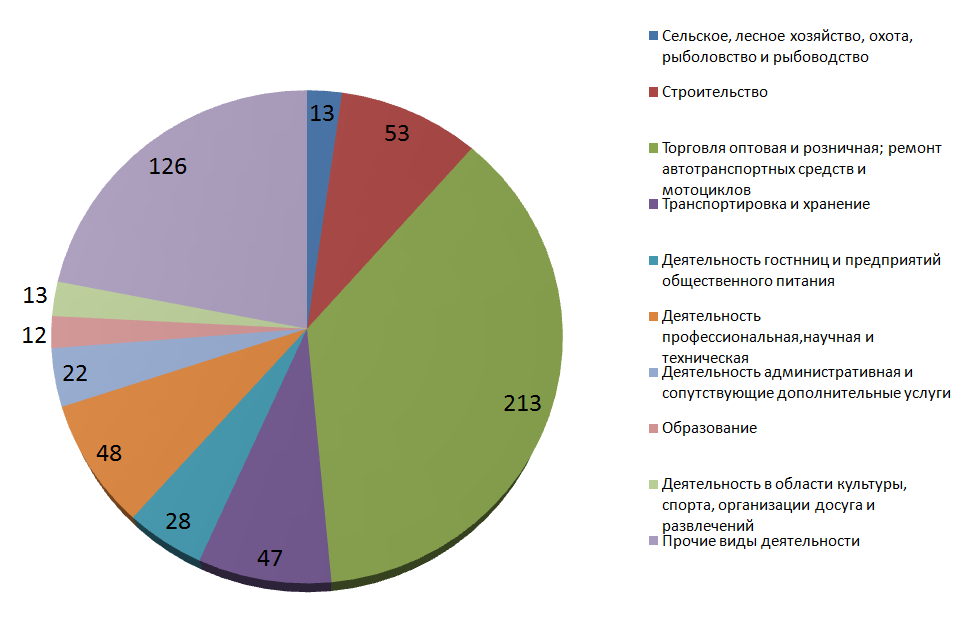 Сельское, лесное хозяйство, охота,
рыболовство и рыбоводство
Строительство
Торговля оптовая и розничная; ремонт
автотранспортных средств и
мотоциклов
Транспортировка и хранение
Деятельность гостнниц и предприятий
общественного питания
Деятельность
профессиональная,научная и
техническая
Деятельность административная и
сопутствующие дополнительные услуги
Образование
Деятельность в области культуры,
спорта, организации досуга и
развлечений
Прочие виды деятельности
13
53
213
47
28
48
22
12
13
126